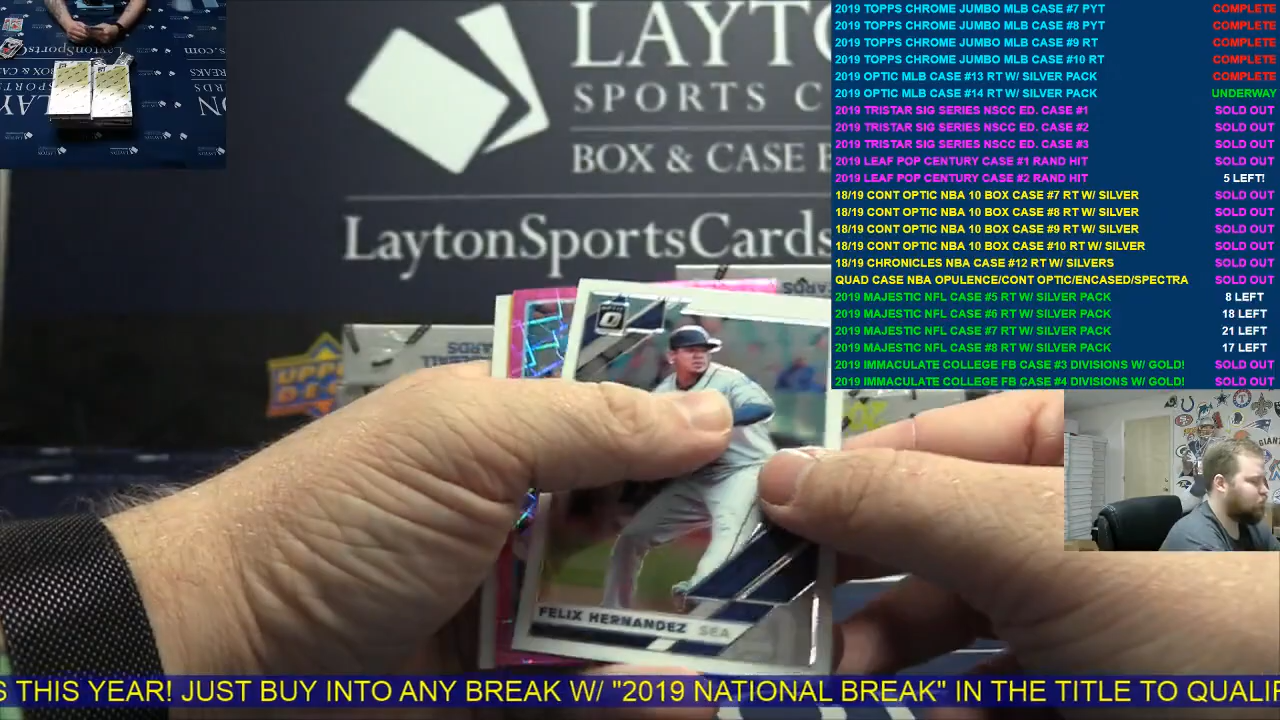 LAYTON
SPORTS C
BOX & CASE
LaytonSportsCards
2019 TOPPS CHROME JUMBO MLB CASE #7 PYT COMPLETE
2019 TOPPS CHROME JUMBO MLB CASE #8 PYT COMPLETE
2019 TOPPS CHROME JUMBO MLB CASE #9 RT COMPLETE
2019 TOPPS CHROME JUMBO MLB CASE #10 RT COMPLETE
2019 OPTIC MLB CASE #13 RT W/ SILVER PACK COMPLETE
2019 OPTIC MLB CASE #14 RT W/ SILVER PACK UNDERWAY
2019 TRISTAR SIG SERIES NSCC ED. CASE #1 SOLD OUT
2019 TRISTAR SIG SERIES NSCC ED. CASE #2 SOLD OUT
2019 TRISTAR SIG SERIES NSCC ED. CASE #3 SOLD OUT
2019 LEAF POP CENTURY CASE #1 RAND HIT SOLD OUT
2019 LEAF POP CENTURY CASE #2 RAND HIT 5 LEFT!
18/19 CONT OPTIC NBA 10 BOX CASE #7 RT W/ SILVER SOLD OUT
18/19 CONT OPTIC NBA 10 BOX CASE #8 RT W/ SILVER SOLD OUT
18/19 CONT OPTIC NBA 10 BOX CASE #9 RT W/ SILVER SOLD OUT
18/19 CONT OPTIC NBA 10 BOX CASE #10 RT W/ SILVER SOLD OUT
18/19 CHRONICLES NBA CASE #12 RT W/ SILVERS SOLD OUT
QUAD CASE NBA OPULENCE/CONT OPTIC/ENCASED/SPECTRA SOLD OUT
2019 MAJESTIC NFL CASE #5 RT W/ SILVER PACK 8 LEFT
2019 MAJESTIC NFL CASE #6 RT W/ SILVER PACK 18 LEFT
2019 MAJESTIC NFL CASE #7 RT W/ SILVER PACK 21 LEFT
2019 MAJESTIC NFL CASE #8 RT W/ SILVER PACK 17 LEFT
2019 IMMACULATE COLLEGE FB CASE #3 DIVISIONS W/ GOLD! SOLD OUT
2019 IMMACULATE COLLEGE FB CASE #4 DIVISIONS W/ GOLD! SOLD OUT
FELIX HERNANDEZ SEA
S THIS YEAR! JUST BUY INTO ANY BREAK W/ "2019 NATIONAL BREAK" IN THE TITLE TO QUALIF